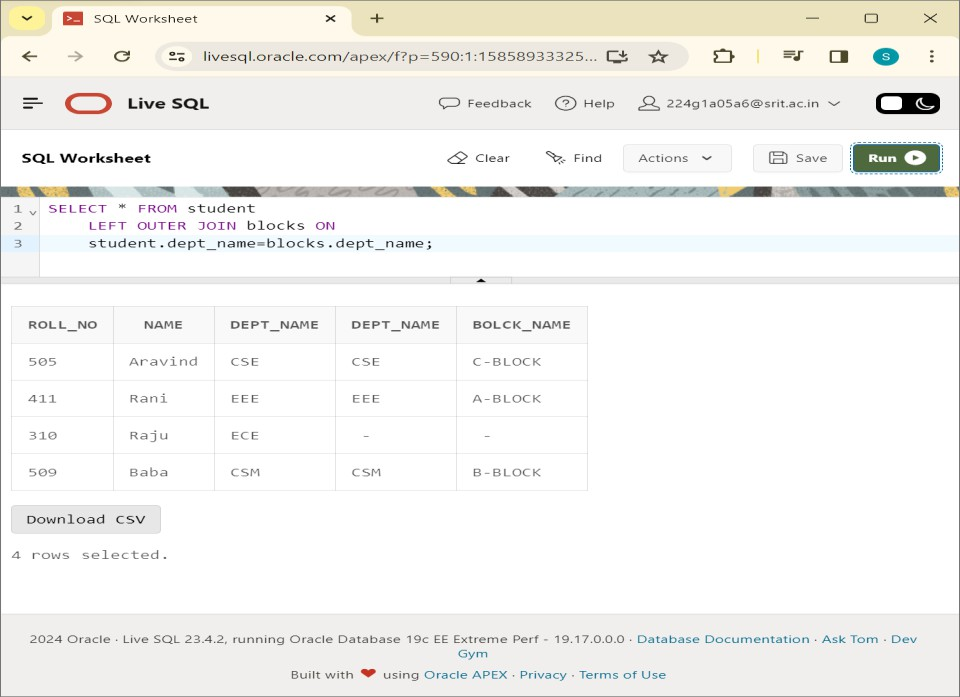 SQL Worksheet
livesql.oracle.com/apex/f?p=590:1:15858933325...
S
Live SQL
Feedback
Help
224g1a05a6@srit.ac.in
SQL Worksheet
Clear
Find
Actions
Save
Run
1 SELECT * FROM student
2 LEFT OUTER JOIN blocks ON
3 student.dept_name=blocks.dept_name;
ROLL_NO NAME DEPT_NAME DEPT_NAME BOLCK_NAME
505 Aravind CSE CSE C-BLOCK
411 Rani EEE EEE A-BLOCK
310 Raju ECE - -
509 Baba CSM CSM B-BLOCK
Download CSV
4 rows selected.
2024 Oracle · Live SQL 23.4.2, running Oracle Database 19c EE Extreme Perf - 19.17.0.0.0 · Database Documentation · Ask Tom · Dev
Gym
Built with ❤ using Oracle APEX · Privacy · Terms of Use